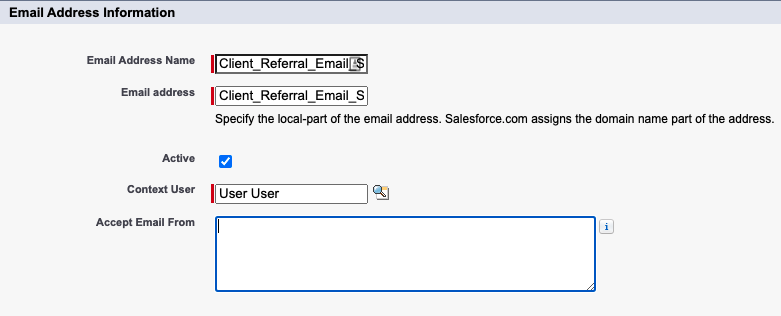 Email Address Information
Email Address Name Client_Referral_Email_S
Email address Client_Referral_Email_S
Specify the local-part of the email address. Salesforce.com assigns the domain name part of the address.
Active
Context User User User
Accept Email From
i